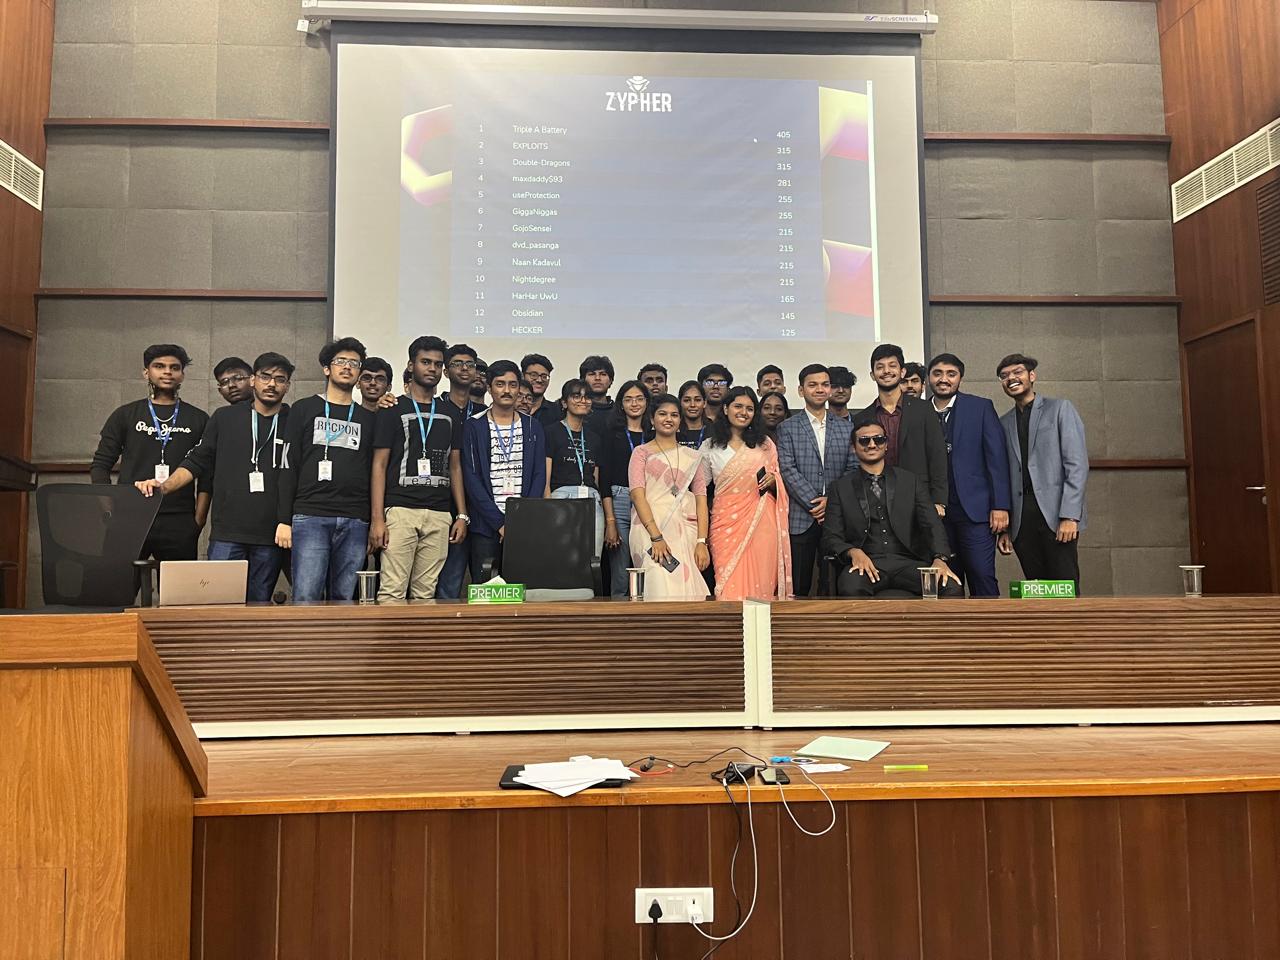 ZYPHER
1 Triple A Battery 405
2 EXPLOITS 315
3 Double-Dragons 315
4 maxdaddy$93 281
5 useProtection 255
6 GiggaNiggas 255
7 GojoSensei 215
8 dvd_pasanga 215
9 Naan Kadavul 215
10 Nightdegree 215
11 HarHar UwU 165
12 Obsidian 145
13 HECKER 125
Pepe Jeans
hp
PREMIER
PREMIER